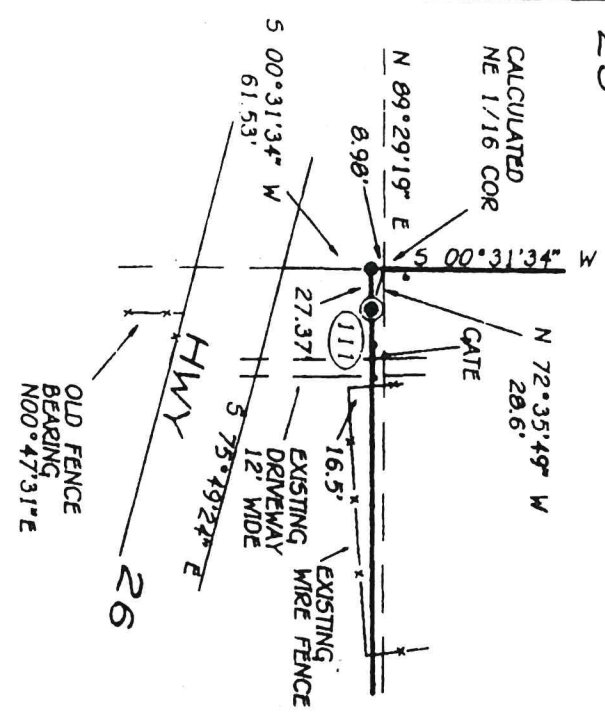 CALCULATED
NE 1/16 COR
N 89°29'19" E
8.98'
S 00°31'34" W
61.53'
S 00°31'34" W
N 72°35'49" W
28.6'
GATE
27.37'
111
16.5'
EXISTING
WIRE FENCE
EXISTING
DRIVEWAY
12' WIDE
S 75°49'24" E
HWY 26
OLD FENCE
BEARING
N00°47'31"E